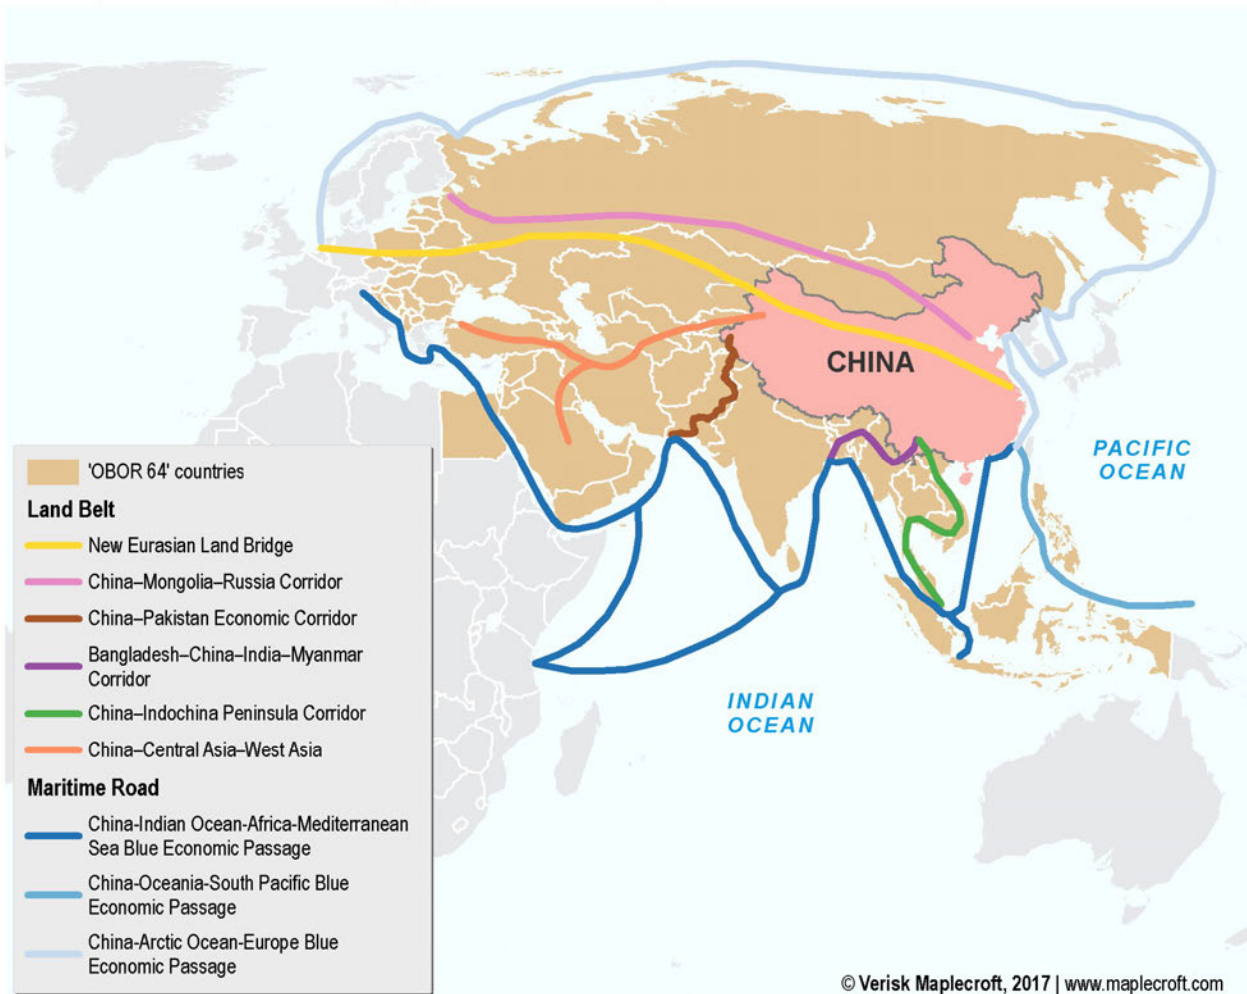 CHINA
PACIFIC
OCEAN
INDIAN
OCEAN
'OBOR 64' countries
Land Belt
New Eurasian Land Bridge
China–Mongolia–Russia Corridor
China–Pakistan Economic Corridor
Bangladesh–China–India–Myanmar
Corridor
China–Indochina Peninsula Corridor
China–Central Asia–West Asia
Maritime Road
China-Indian Ocean-Africa-Mediterranean
Sea Blue Economic Passage
China-Oceania-South Pacific Blue
Economic Passage
China-Arctic Ocean-Europe Blue
Economic Passage
© Verisk Maplecroft, 2017 | www.maplecroft.com